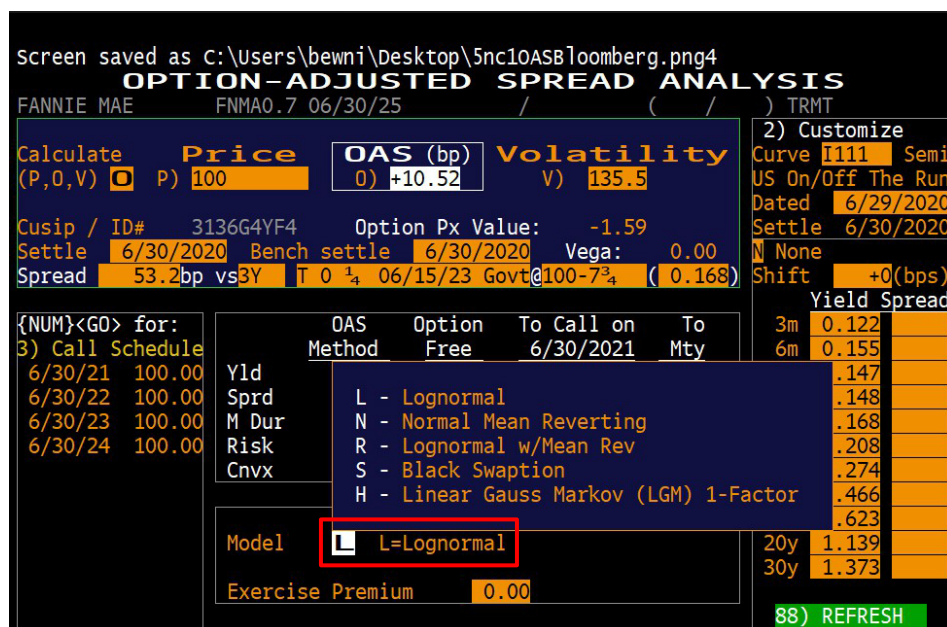 Screen saved as C:\Users\bewni\Desktop\5nc1OASBloomberg.png4
OPTION-ADJUSTED SPREAD ANALYSIS
FANNIE MAE FNMA0.7 06/30/25 / ( / ) TRMT
2) Customize
Calculate Price OAS (bp) Volatility Curve I111 Semi
(P,O,V) O P) 100 O) +10.52 V) 135.5 US On/Off The Run
Dated 6/29/2020
Cusip / ID# 3136G4YF4 Option Px Value: -1.59 Settle 6/30/2020
Settle 6/30/2020 Bench settle 6/30/2020 Vega: 0.00 N None
Spread 53.2bp vs 3Y T 0 ¼ 06/15/23 Govt@100-7¾ ( 0.168) Shift +0(bps)
Yield Spread
{NUM}<GO> for: OAS Option To Call on To 3m 0.122
3) Call Schedule Method Free 6/30/2021 Mty 6m 0.155
6/30/21 100.00 Yld .147
6/30/22 100.00 Sprd L - Lognormal .148
6/30/23 100.00 M Dur N - Normal Mean Reverting .168
6/30/24 100.00 Risk R - Lognormal w/Mean Rev .208
Cnvx S - Black Swaption .274
H - Linear Gauss Markov (LGM) 1-Factor .466
.623
Model L L=Lognormal 20y 1.139
30y 1.373
Exercise Premium 0.00
88) REFRESH